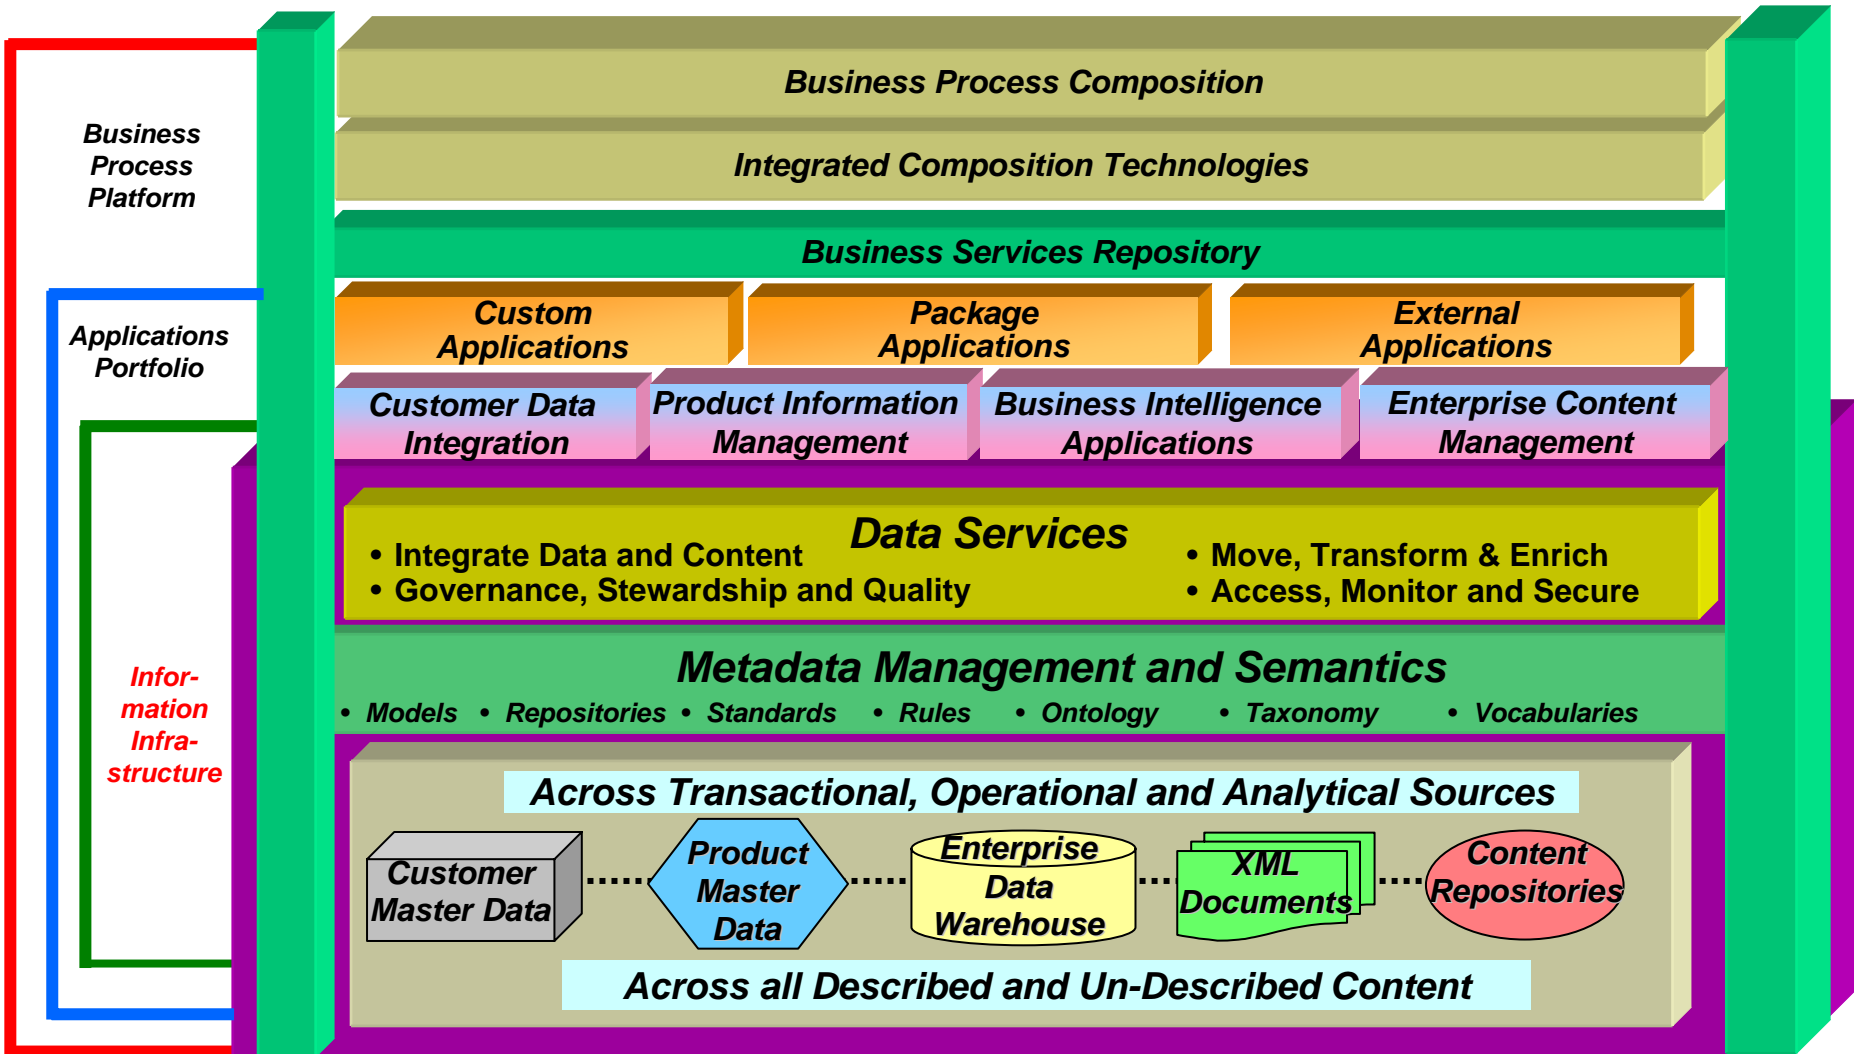 Business
Process
Platform
Applications
Portfolio
Infor-
mation
Infra-
structure
Business Process Composition
Integrated Composition Technologies
Business Services Repository
Custom
Applications
Package
Applications
External
Applications
Customer Data
Integration
Product Information
Management
Business Intelligence
Applications
Enterprise Content
Management
Data Services
• Integrate Data and Content
• Governance, Stewardship and Quality
• Move, Transform & Enrich
• Access, Monitor and Secure
Metadata Management and Semantics
• Models • Repositories • Standards • Rules • Ontology • Taxonomy • Vocabularies
Across Transactional, Operational and Analytical Sources
Customer
Master Data
Product
Master
Data
Enterprise
Data
Warehouse
XML
Documents
Content
Repositories
Across all Described and Un-Described Content